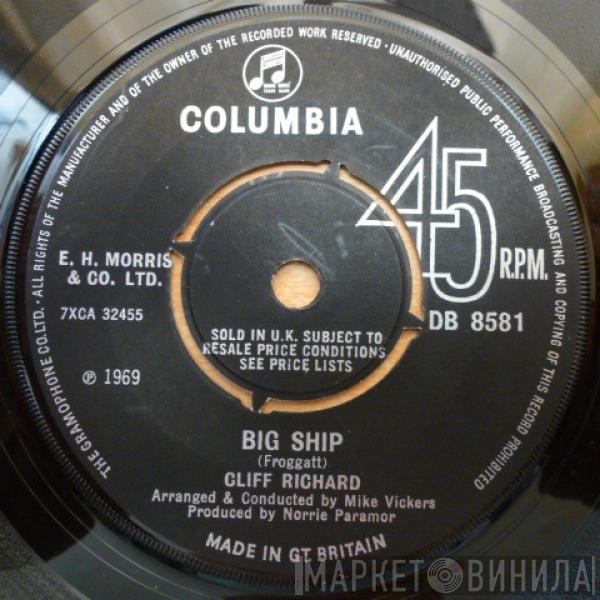 ALL RIGHTS OF THE MANUFACTURER AND OF THE OWNER OF THE RECORDED WORK RESERVED · UNAUTHORISED PUBLIC PERFORMANCE BROADCASTING AND COPYING OF THIS RECORD PROHIBITED
THE GRAMOPHONE CO. LTD. ·
COLUMBIA
45
R.P.M.
E. H. MORRIS
& CO. LTD.
7XCA 32455
DB 8581
SOLD IN U.K. SUBJECT TO
RESALE PRICE CONDITIONS
SEE PRICE LISTS
℗ 1969
BIG SHIP
(Froggatt)
CLIFF RICHARD
Arranged & Conducted by Mike Vickers
Produced by Norrie Paramor
MADE IN GT. BRITAIN
МАРКЕТ ВИНИЛА